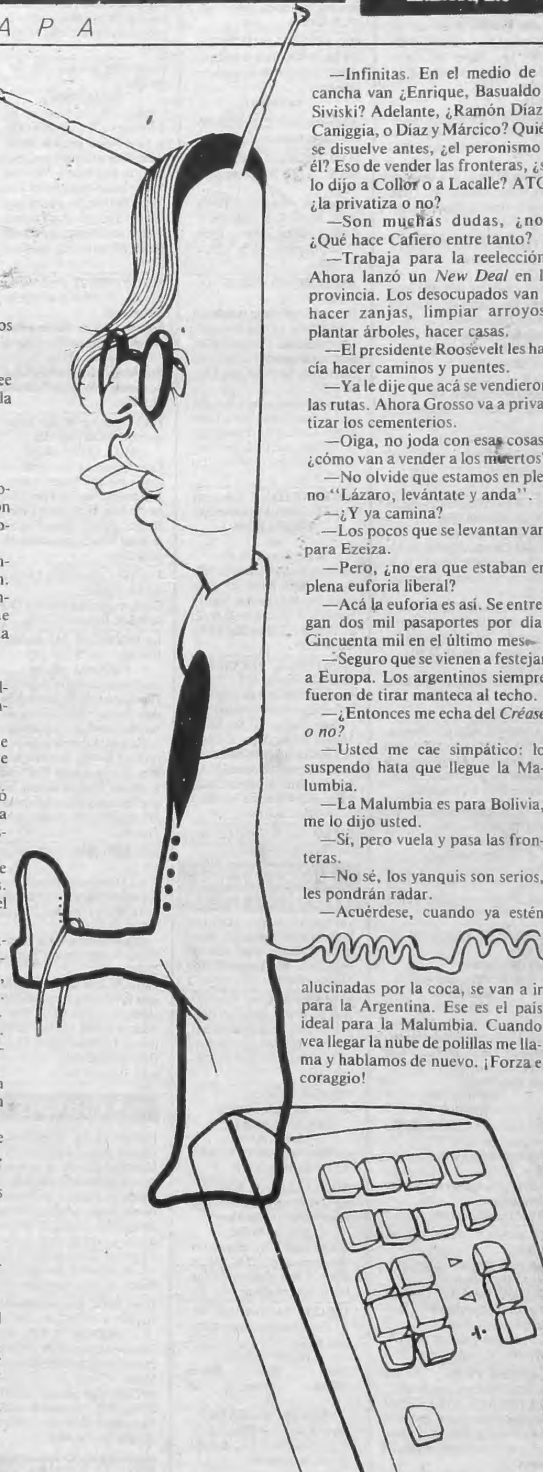 A P A
—Infinitas. En el medio de
cancha van ¿Enrique, Basualdo
Siviski? Adelante, ¿Ramón Díaz
Caniggia, o Díaz y Márcico? Quié
se disuelve antes, ¿el peronismo
él? Eso de vender las fronteras, ¿s
lo dijo a Collor o a Lacalle? ATC
¿la privatiza o no?
—Son muchas dudas, ¿no
¿Qué hace Cafiero entre tanto?
—Trabaja para la reelección
Ahora lanzó un New Deal en l
provincia. Los desocupados van
hacer zanjas, limpiar arroyos
plantar árboles, hacer casas.
—El presidente Roosevelt les ha
cía hacer caminos y puentes.
—Ya le dije que acá se vendieron
las rutas. Ahora Grosso va a priva
tizar los cementerios.
—Oiga, no joda con esas cosas
¿cómo van a vender a los muertos?
—No olvide que estamos en ple
no "Lázaro, levántate y anda".
—¿Y ya camina?
—Los pocos que se levantan van
para Ezeiza.
—Pero, ¿no era que estaban en
plena euforia liberal?
—Acá la euforia es así. Se entre
gan dos mil pasaportes por día
Cincuenta mil en el último mes.
—Seguro que se vienen a festejar
a Europa. Los argentinos siempre
fueron de tirar manteca al techo.
—¿Entonces me echa del Créase
o no?
—Usted me cae simpático: lo
suspendo hata que llegue la Ma-
lumbia.
—La Malumbia es para Bolivia,
me lo dijo usted.
—Sí, pero vuela y pasa las fron-
teras.
—No sé, los yanquis son serios,
les pondrán radar.
—Acuérdese, cuando ya estén
alucinadas por la coca, se van a ir
para la Argentina. Ese es el país
ideal para la Malumbia. Cuando
vea llegar la nube de polillas me lla-
ma y hablamos de nuevo. ¡Forza e
coraggio!